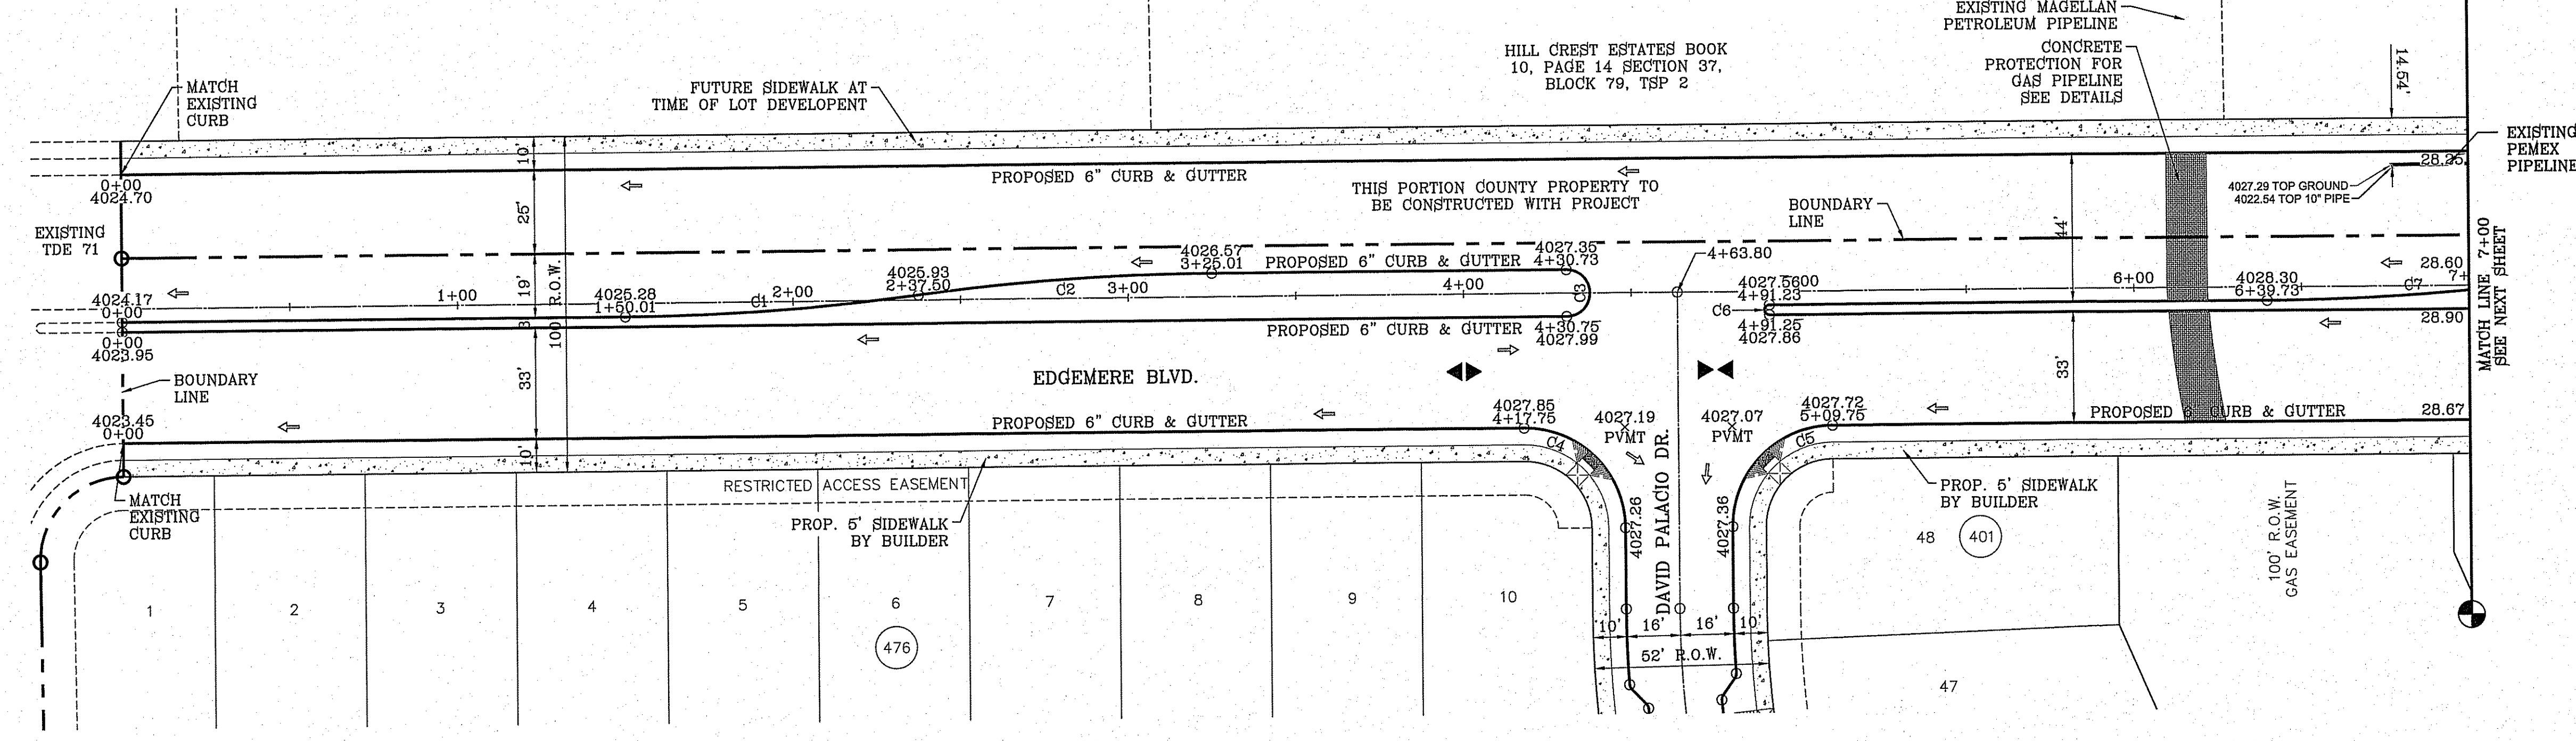 EXISTING MAGELLAN
PETROLEUM PIPELINE
HILL CREST ESTATES BOOK
10, PAGE 14 SECTION 37,
BLOCK 79, TSP 2
CONCRETE
PROTECTION FOR
GAS PIPELINE
SEE DETAILS
14.54'
MATCH
EXISTING
CURB
FUTURE SIDEWALK AT
TIME OF LOT DEVELOPENT
EXISTING
PEMEX
PIPELINE
10'
28.25
0+00
4024.70
PROPOSED 6" CURB & GUTTER
THIS PORTION COUNTY PROPERTY TO
BE CONSTRUCTED WITH PROJECT
4027.29 TOP GROUND
4022.54 TOP 10" PIPE
25'
BOUNDARY
LINE
44'
EXISTING
TDE 71
MATCH LINE 7+00
SEE NEXT SHEET
4026.57
3+25.01
PROPOSED 6" CURB & GUTTER
4027.35
4+30.73
4+63.80
28.60
4024.17
0+00
1+00
4025.28
1+50.01
C1
2+00
4025.93
2+37.50
C2
3+00
4+00
C3
4027.5600
4+91.23
6+00
4028.30
6+39.73
C7
7+
19'
100' R.O.W.
3'
C6
0+00
4023.95
PROPOSED 6" CURB & GUTTER
4+30.75
4027.99
4+91.25
4027.86
28.90
BOUNDARY
LINE
33'
EDGEMERE BLVD.
33'
4023.45
0+00
PROPOSED 6" CURB & GUTTER
4027.85
4+17.75
4027.19
PVMT
4027.07
PVMT
4027.72
5+09.75
PROPOSED 6" CURB & GUTTER
28.67
10'
C4
C5
MATCH
EXISTING
CURB
RESTRICTED ACCESS EASEMENT
PROP. 5' SIDEWALK
BY BUILDER
4027.26
DAVID PALACIO DR.
4027.36
PROP. 5' SIDEWALK
BY BUILDER
48
401
100' R.O.W.
GAS EASEMENT
1
2
3
4
5
6
7
8
9
10
476
10'
16'
16'
10'
52' R.O.W.
47